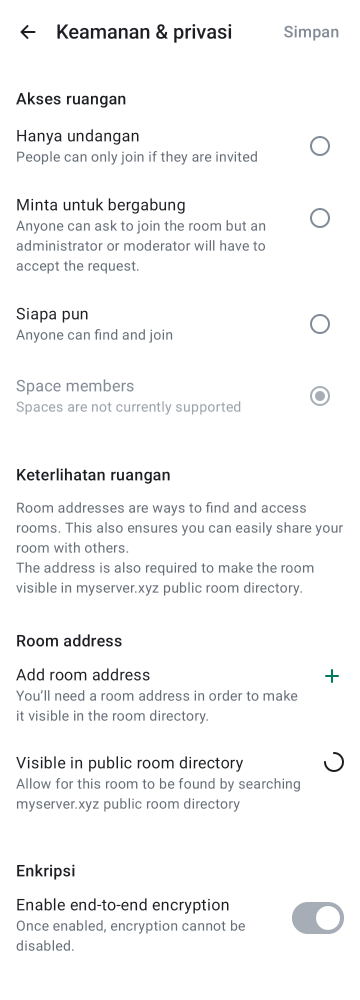 Keamanan & privasi
Simpan
Akses ruangan
Hanya undangan
People can only join if they are invited
Minta untuk bergabung
Anyone can ask to join the room but an
administrator or moderator will have to
accept the request.
Siapa pun
Anyone can find and join
Space members
Spaces are not currently supported
Keterlihatan ruangan
Room addresses are ways to find and access
rooms. This also ensures you can easily share your
room with others.
The address is also required to make the room
visible in myserver.xyz public room directory.
Room address
Add room address
You’ll need a room address in order to make
it visible in the room directory.
Visible in public room directory
Allow for this room to be found by searching
myserver.xyz public room directory
Enkripsi
Enable end-to-end encryption
Once enabled, encryption cannot be
disabled.